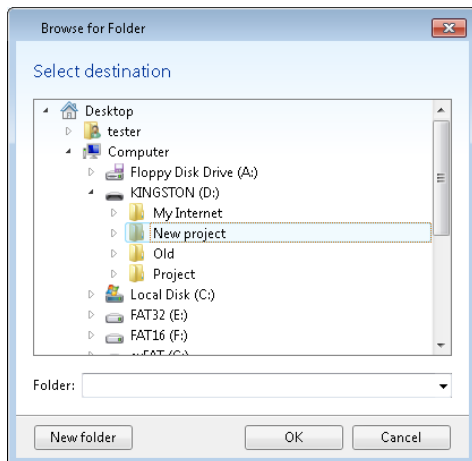 Browse for Folder
Select destination
Desktop
tester
Computer
Floppy Disk Drive (A:)
KINGSTON (D:)
My Internet
New project
Old
Project
Local Disk (C:)
FAT32 (E:)
FAT16 (F:)
Folder:
New folder OK Cancel